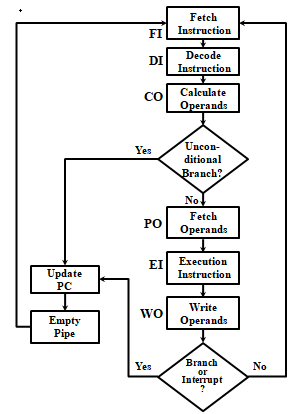 Fetch
Instruction
FI
Decode
Instruction
DI
Calculate
Operands
CO
Uncon-
ditional
Branch?
Yes
No
Fetch
Operands
PO
Execution
Instruction
EI
Write
Operands
WO
Update
PC
Empty
Pipe
Branch
or
Interrupt
?
Yes
No